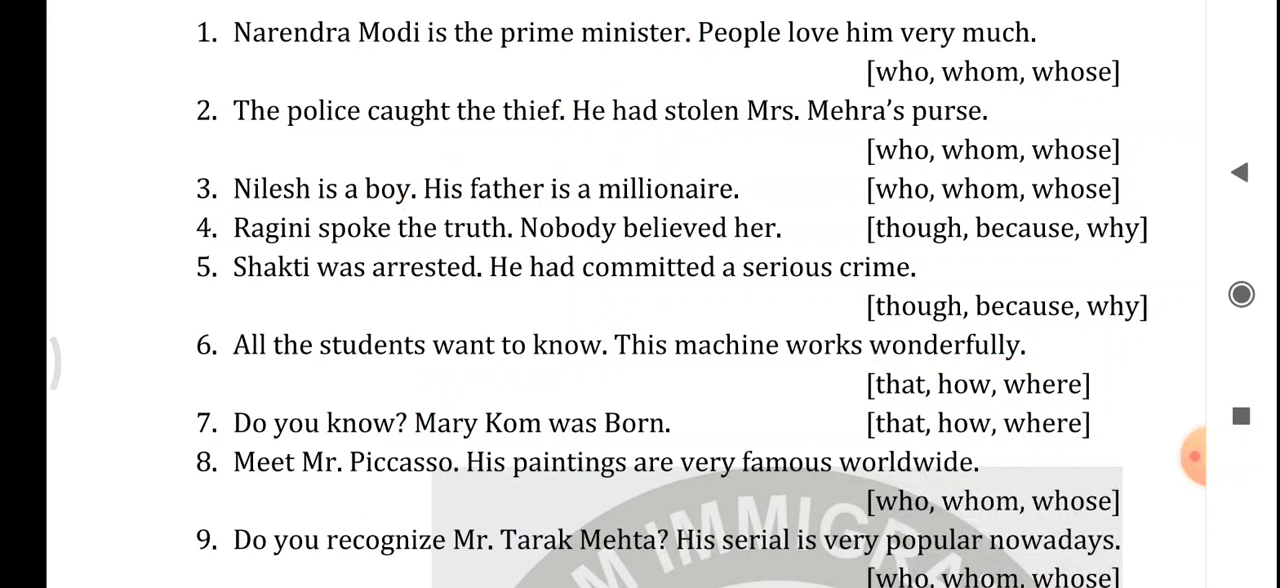 1. Narendra Modi is the prime minister. People love him very much.
[who, whom, whose]
2. The police caught the thief. He had stolen Mrs. Mehra’s purse.
[who, whom, whose]
3. Nilesh is a boy. His father is a millionaire. [who, whom, whose]
4. Ragini spoke the truth. Nobody believed her. [though, because, why]
5. Shakti was arrested. He had committed a serious crime.
[though, because, why]
6. All the students want to know. This machine works wonderfully.
[that, how, where]
7. Do you know? Mary Kom was Born. [that, how, where]
8. Meet Mr. Piccasso. His paintings are very famous worldwide.
[who, whom, whose]
9. Do you recognize Mr. Tarak Mehta? His serial is very popular nowadays.
[who, whom, whose]